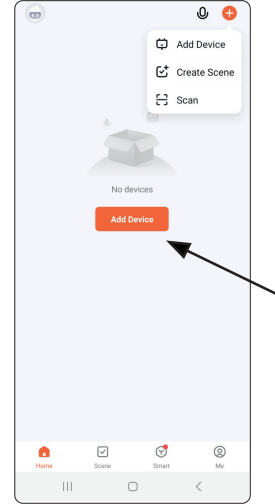 Add Device
Create Scene
Scan
No devices
Add Device
Home Scene Smart Me